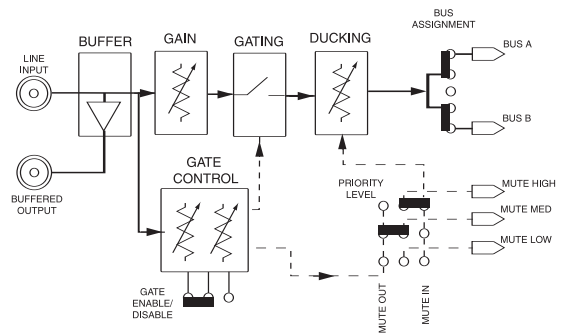 BUS
ASSIGNMENT
BUFFER
GAIN
GATING
DUCKING
LINE
INPUT
BUS A
BUS B
BUFFERED
OUTPUT
GATE
CONTROL
PRIORITY
LEVEL
MUTE HIGH
MUTE MED
MUTE LOW
GATE
ENABLE/
DISABLE
MUTE OUT
MUTE IN